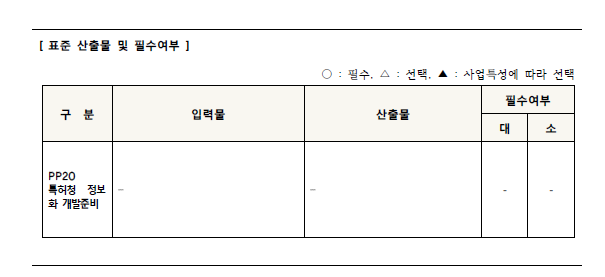 [ 표준 산출물 및 필수여부 ]
○ : 필수, △ : 선택, ▲ : 사업특성에 따라 선택
구 분 입력물 산출물 필수여부
대 소
PP20
특허청 정보
화 개발준비
– – - -